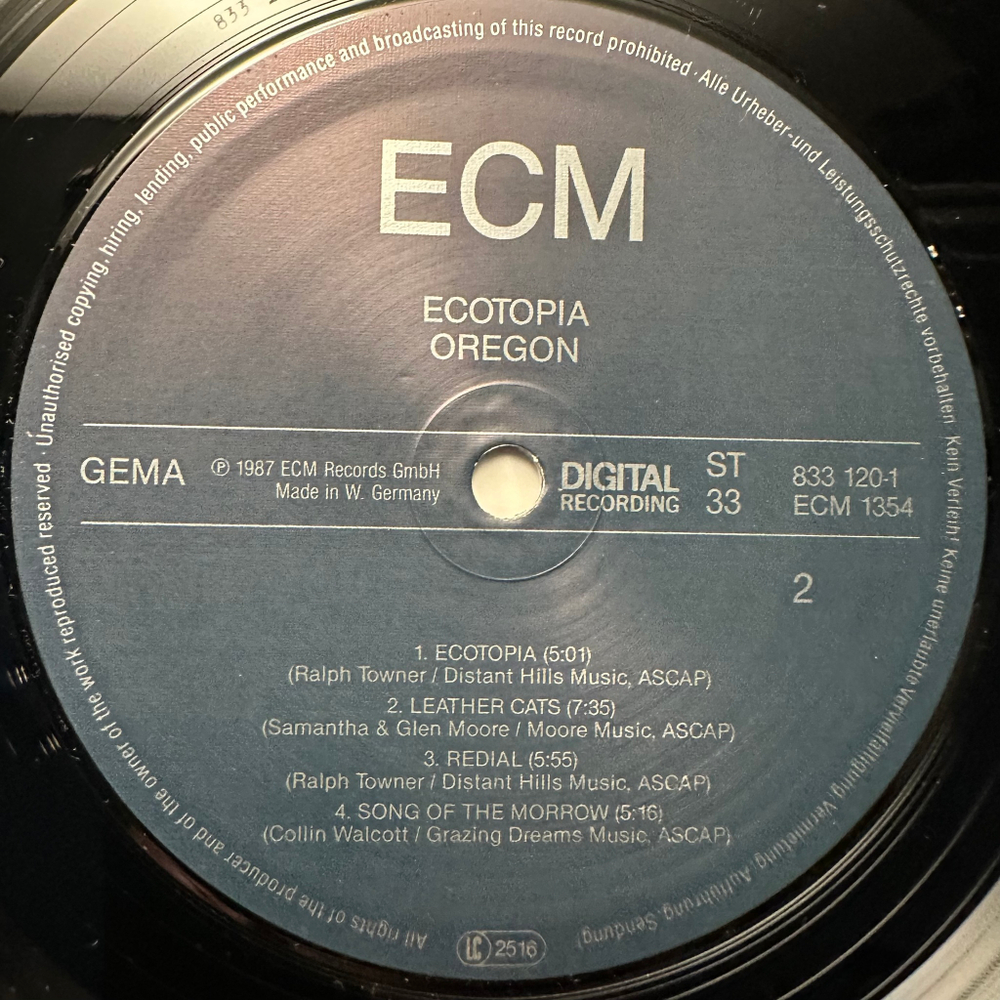 833
All rights of the producer and of the owner of the work reproduced reserved · Unauthorised copying, hiring, lending, public performance and broadcasting of this record prohibited · Alle Urheber-und Leistungsschutzrechte vorbehalten Kein Verleih! Keine unerlaubte Vervielfältigung, Vermietung, Aufführung, Sendung!
ECM
ECOTOPIA
OREGON
GEMA
℗ 1987 ECM Records GmbH
Made in W. Germany
DIGITAL
RECORDING
ST
33
833 120-1
ECM 1354
2
1. ECOTOPIA (5:01)
(Ralph Towner / Distant Hills Music, ASCAP)
2. LEATHER CATS (7:35)
(Samantha & Glen Moore / Moore Music, ASCAP)
3. REDIAL (5:55)
(Ralph Towner / Distant Hills Music, ASCAP)
4. SONG OF THE MORROW (5:16)
(Collin Walcott / Grazing Dreams Music, ASCAP)
LC 2516